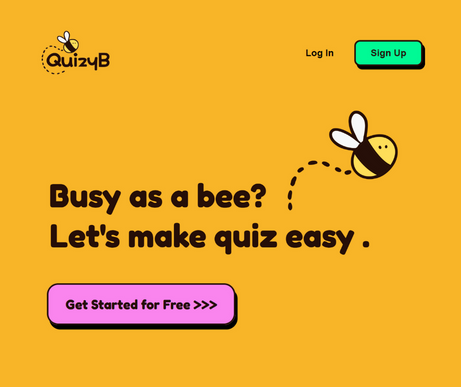 QuizyB
Log In
Sign Up
Busy as a bee?
Let's make quiz easy .
Get Started for Free >>>